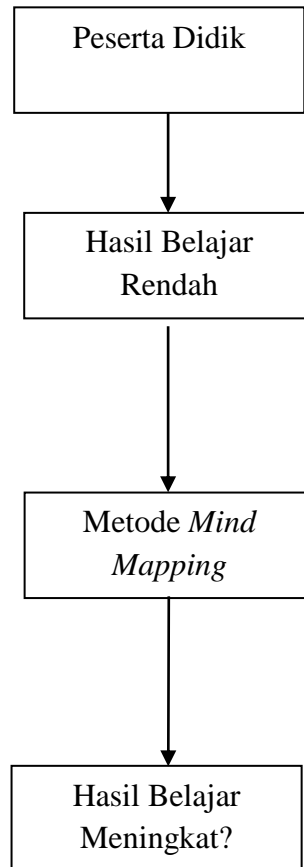 Peserta Didik
Hasil Belajar
Rendah
Metode Mind
Mapping
Hasil Belajar
Meningkat?